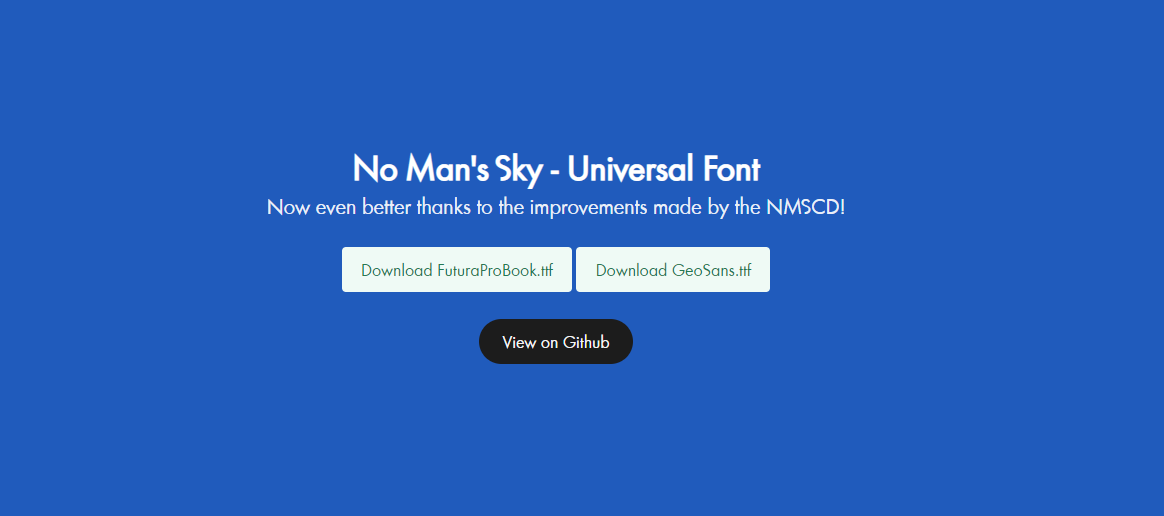 No Man's Sky - Universal Font
Now even better thanks to the improvements made by the NMSCD!
Download FuturaProBook.ttf
Download GeoSans.ttf
View on Github